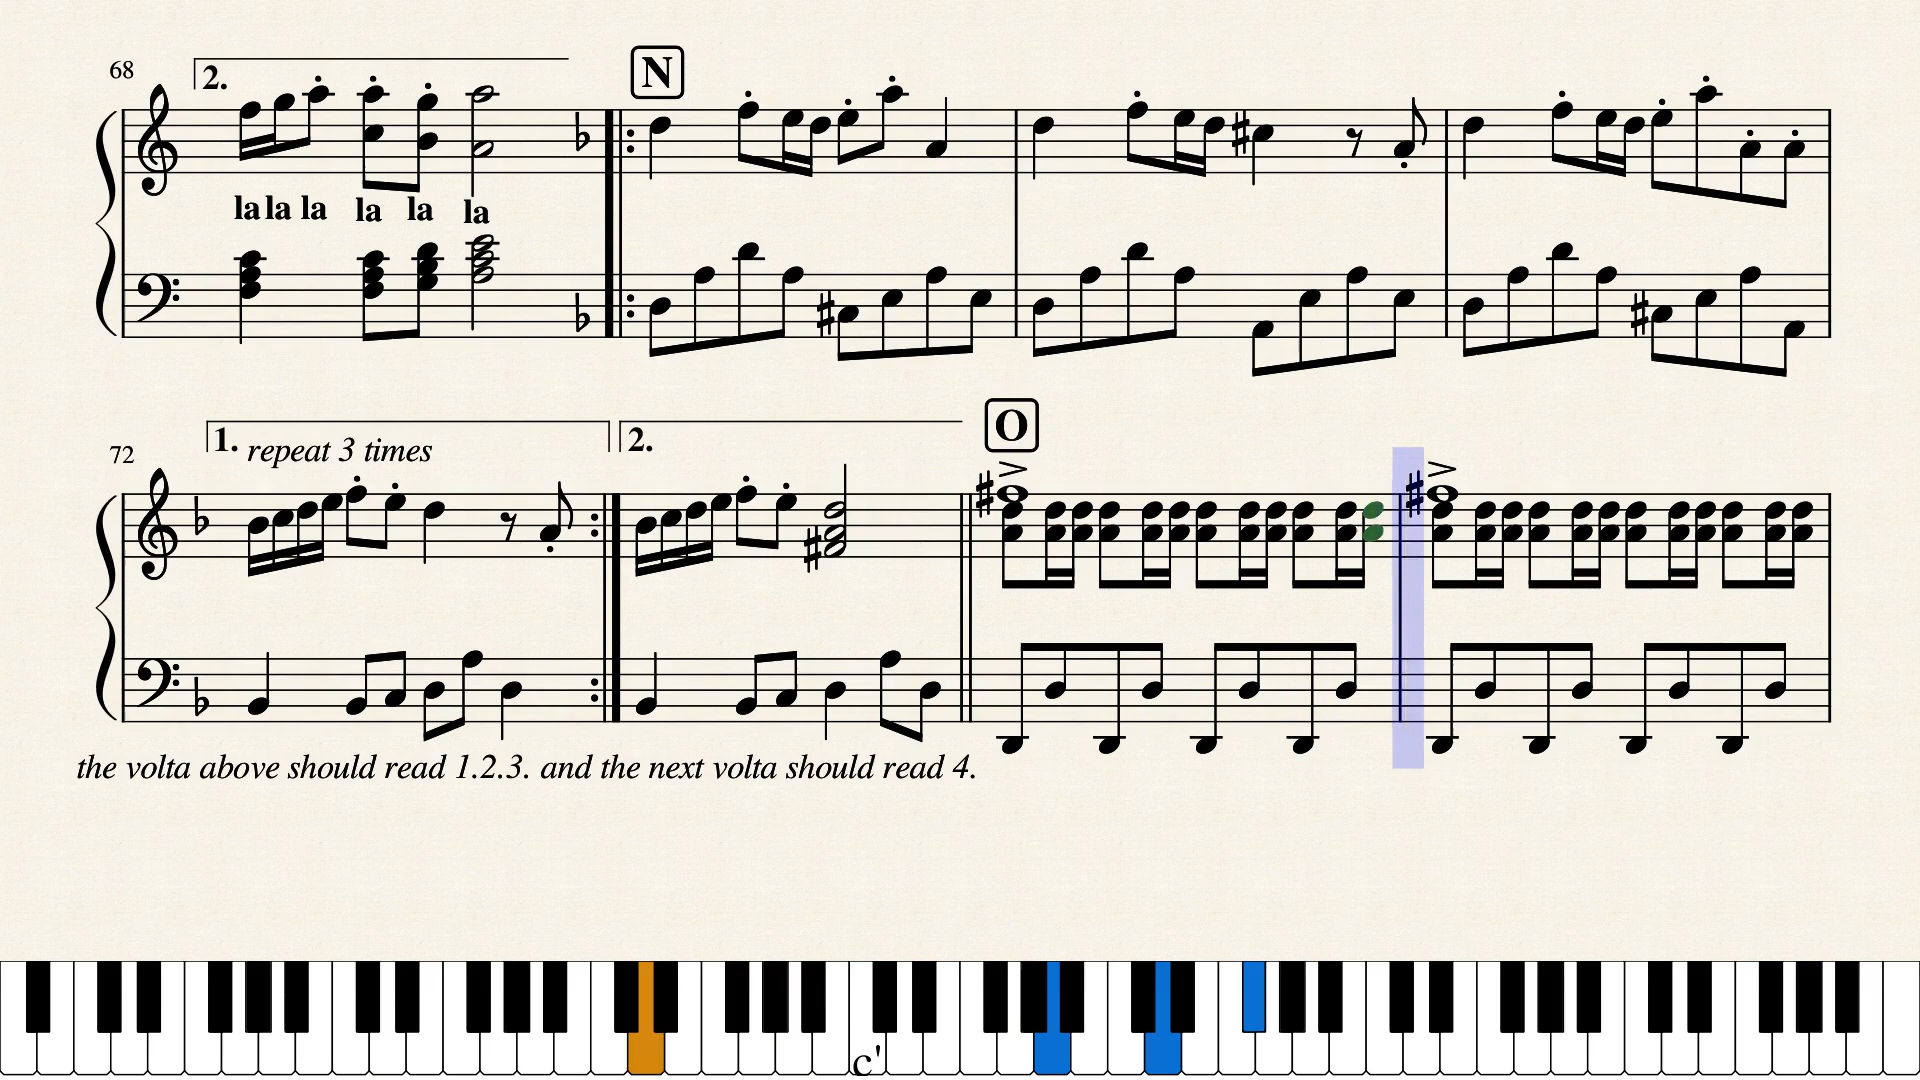 68
2.
N
la la la la la la
72
1. repeat 3 times
2.
O
the volta above should read 1.2.3. and the next volta should read 4.
c'